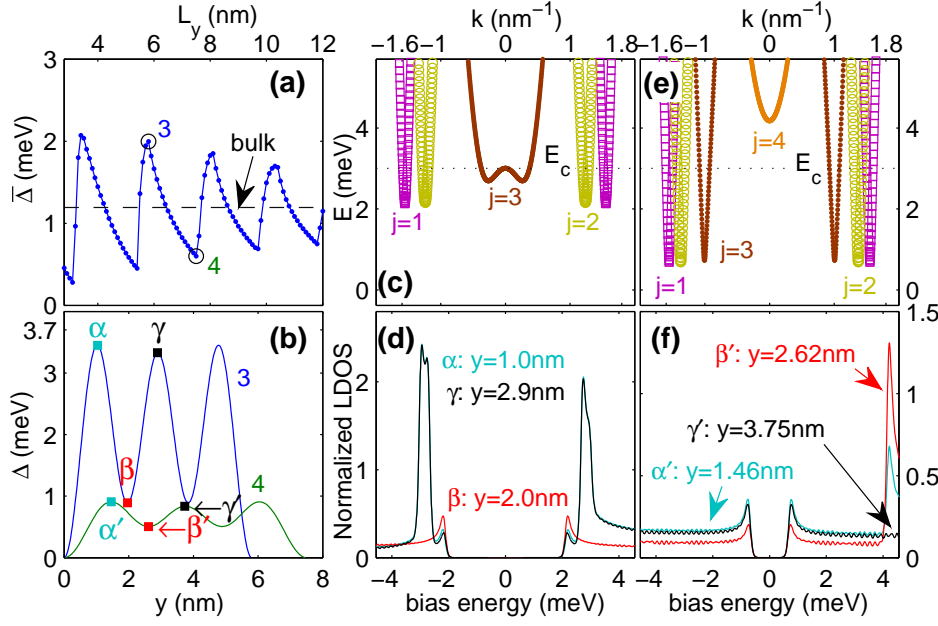 L_y (nm)
4 6 8 10 12
3
2
1
0
Δ̅ (meV)
(a)
3
bulk
4
k (nm⁻¹)
−1.6 −1 0 1 1.8
E (meV)
4
2
0
E_c
j=3
j=1
j=2
(c)
k (nm⁻¹)
−1.6 −1 0 1 1.8
(e)
j=4
E_c
j=3
j=1
j=2
4
2
0
3.7
3
2
1
0
Δ (meV)
(b)
α
γ
3
β
4
α′
←β′
←γ′
0 2 4 6 8
y (nm)
Normalized LDOS
2
1
0
(d)
α: y=1.0nm
γ: y=2.9nm
β: y=2.0nm
−4 −2 0 2 4
bias energy (meV)
(f)
β′: y=2.62nm
γ′: y=3.75nm
α′: y=1.46nm
1.5
1
0.5
0
−4 −2 0 2 4
bias energy (meV)